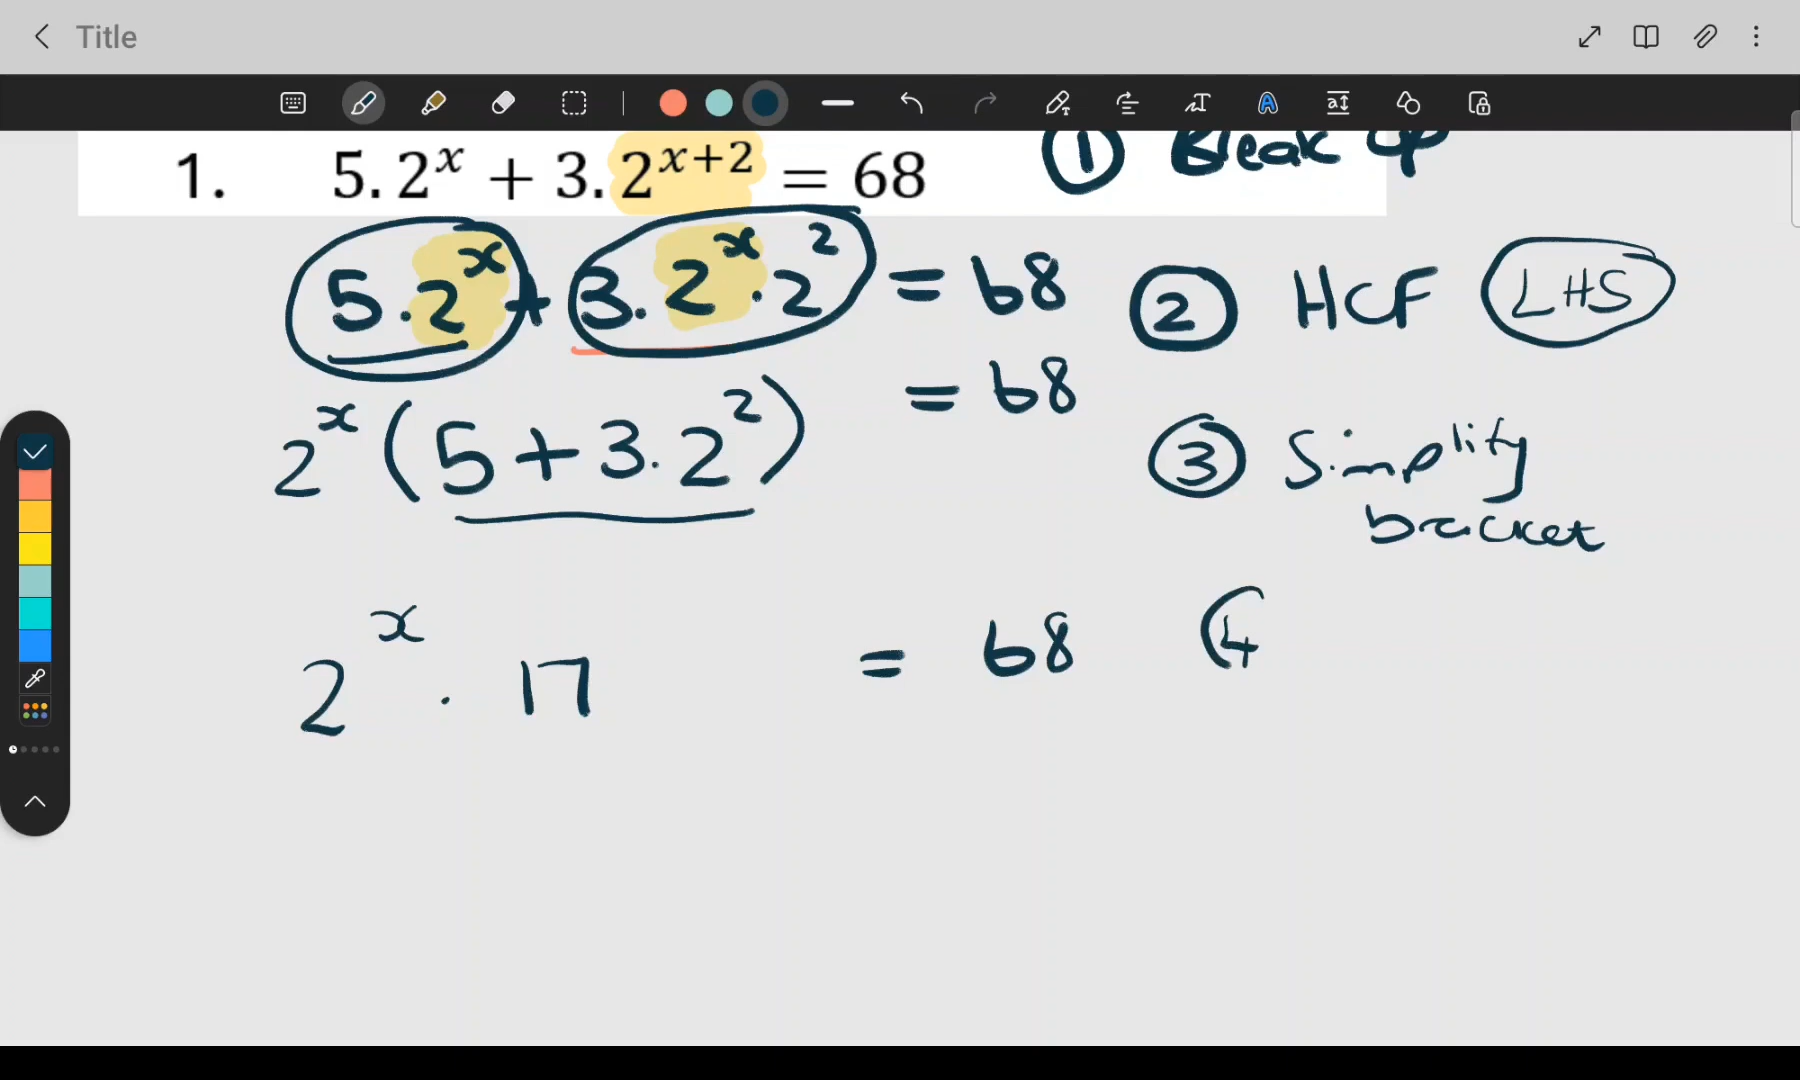 Title
① Break up
1. 5. 2^x + 3. 2^{x+2} = 68
5 . 2^x + 3 . 2^x . 2^2 = 68 ② HCF LHS
2^x ( 5 + 3 . 2^2 ) = 68
③ Simplify
bracket
2^x . 17 = 68 (4